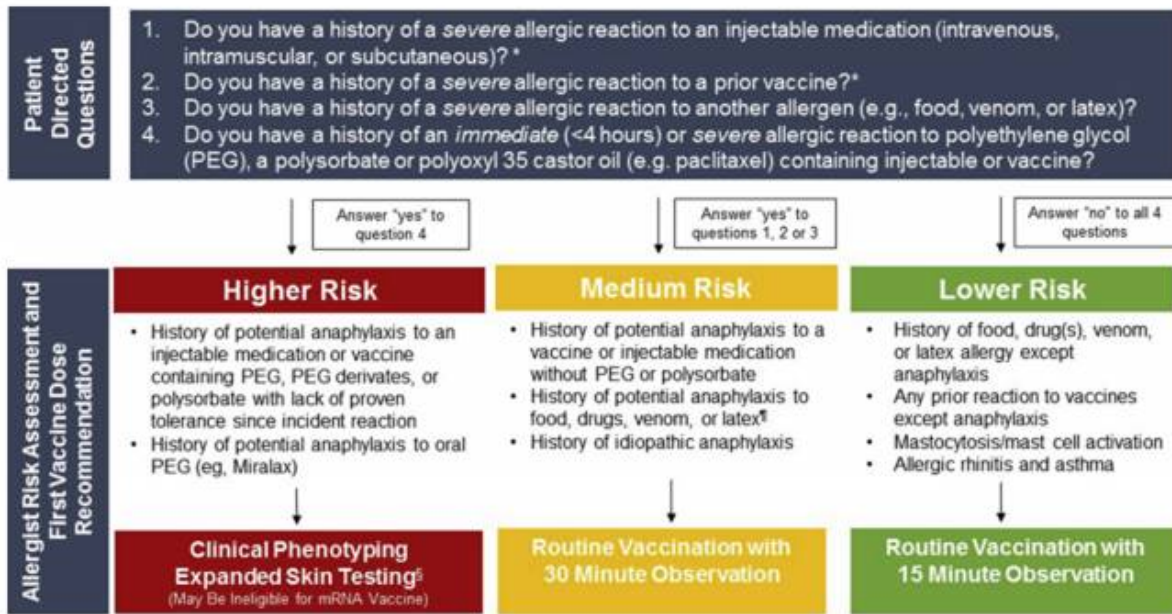 Patient
Directed
Questions
1. Do you have a history of a severe allergic reaction to an injectable medication (intravenous,
intramuscular, or subcutaneous)? *
2. Do you have a history of a severe allergic reaction to a prior vaccine?*
3. Do you have a history of a severe allergic reaction to another allergen (e.g., food, venom, or latex)?
4. Do you have a history of an immediate (<4 hours) or severe allergic reaction to polyethylene glycol
(PEG), a polysorbate or polyoxyl 35 castor oil (e.g. paclitaxel) containing injectable or vaccine?
Answer "yes" to
question 4
Answer "yes" to
questions 1, 2 or 3
Answer "no" to all 4
questions
Allergist Risk Assessment and
First Vaccine Dose
Recommendation
Higher Risk
• History of potential anaphylaxis to an
injectable medication or vaccine
containing PEG, PEG derivates, or
polysorbate with lack of proven
tolerance since incident reaction
• History of potential anaphylaxis to oral
PEG (eg, Miralax)
Clinical Phenotyping
Expanded Skin Testing§
(May Be Ineligible for mRNA Vaccine)
Medium Risk
• History of potential anaphylaxis to a
vaccine or injectable medication
without PEG or polysorbate
• History of potential anaphylaxis to
food, drugs, venom, or latex¶
• History of idiopathic anaphylaxis
Routine Vaccination with
30 Minute Observation
Lower Risk
• History of food, drug(s), venom,
or latex allergy except
anaphylaxis
• Any prior reaction to vaccines
except anaphylaxis
• Mastocytosis/mast cell activation
• Allergic rhinitis and asthma
Routine Vaccination with
15 Minute Observation